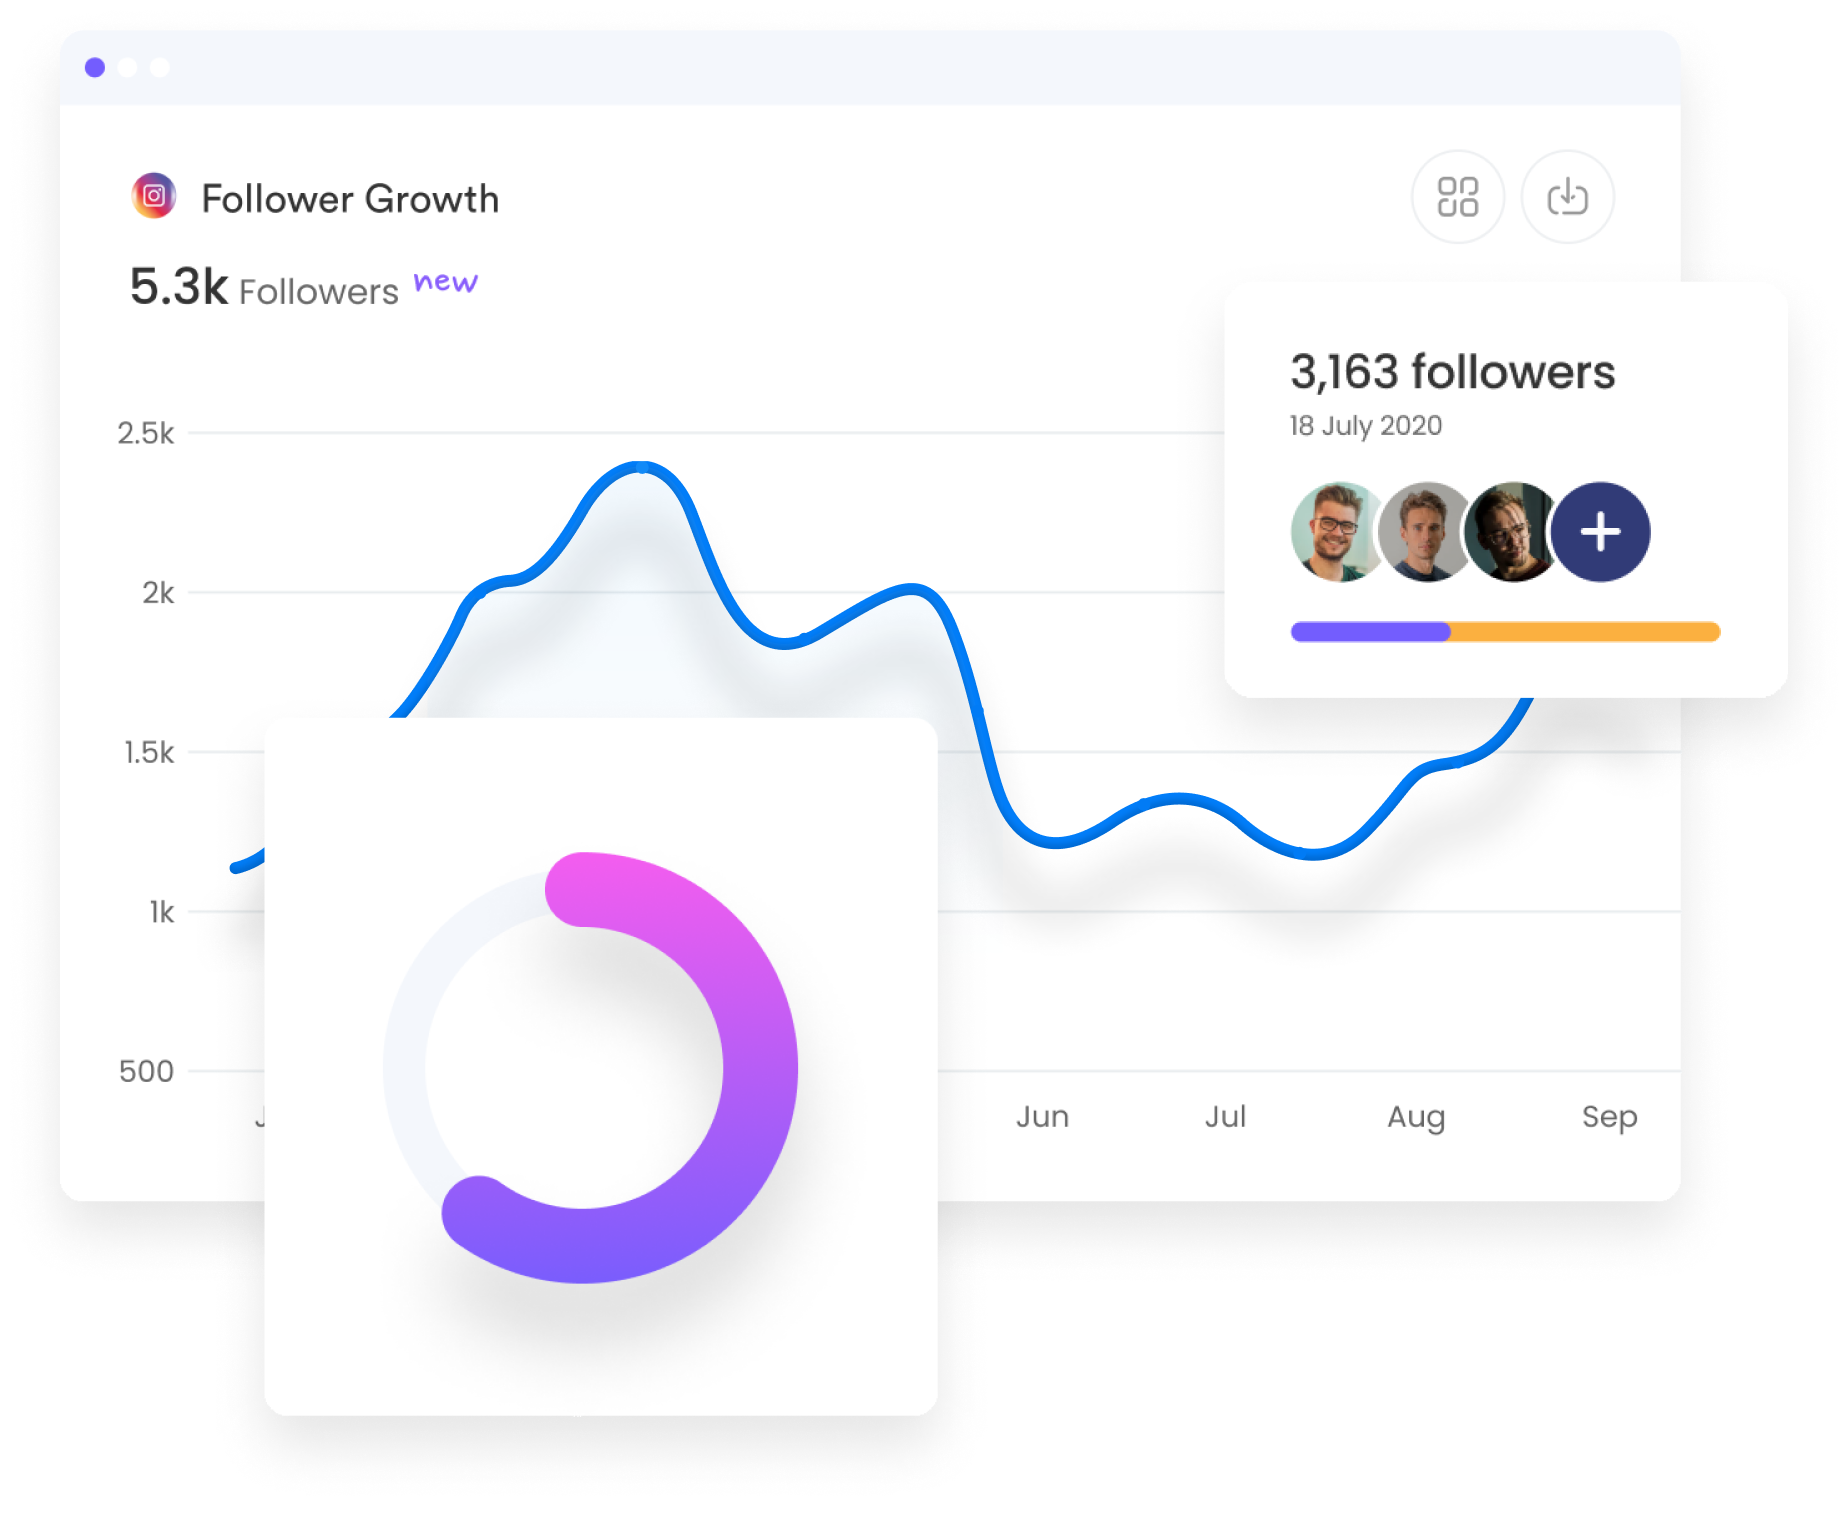 Follower Growth
5.3k Followers new
3,163 followers
18 July 2020
2.5k
2k
1.5k
1k
500
Jun Jul Aug Sep